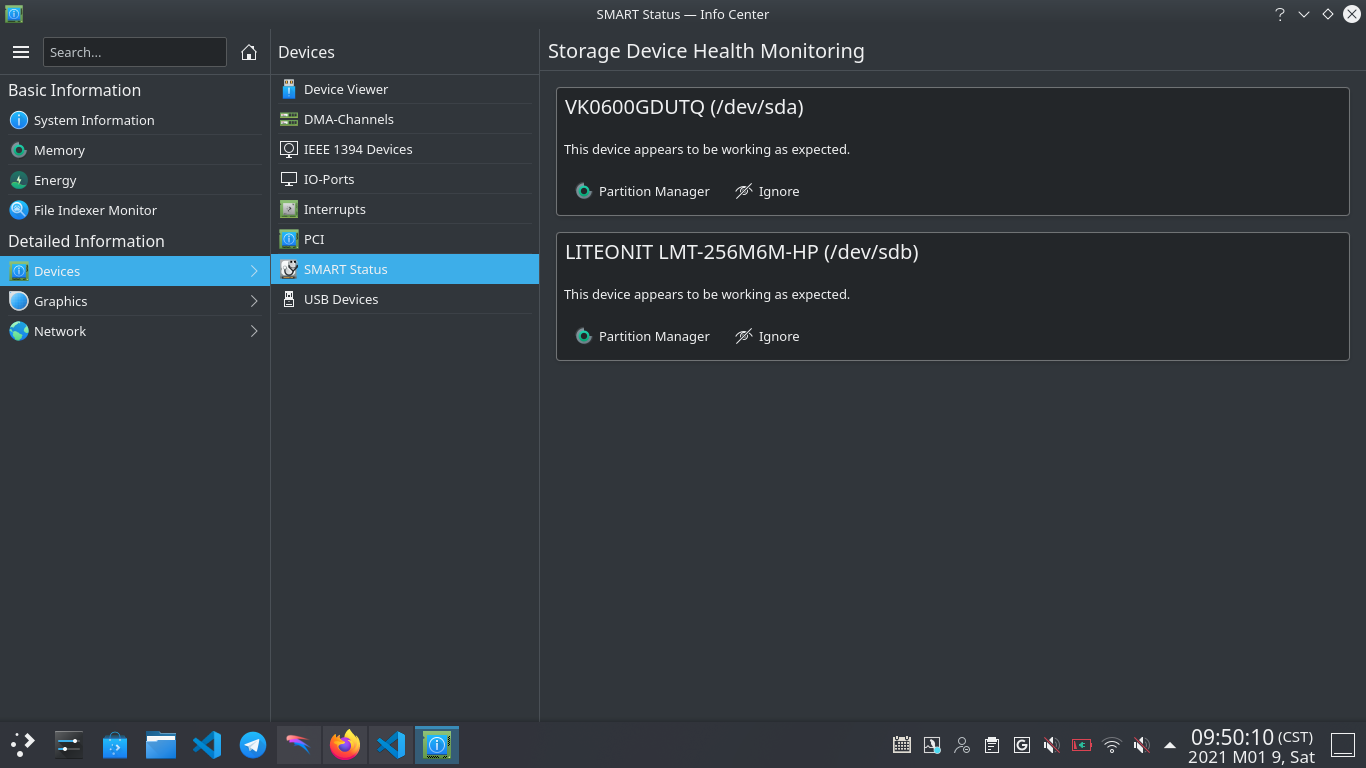 SMART Status — Info Center
Search...
Basic Information
System Information
Memory
Energy
File Indexer Monitor
Detailed Information
Devices
Graphics
Network
Devices
Device Viewer
DMA-Channels
IEEE 1394 Devices
IO-Ports
Interrupts
PCI
SMART Status
USB Devices
Storage Device Health Monitoring
VK0600GDUTQ (/dev/sda)
This device appears to be working as expected.
Partition Manager Ignore
LITEONIT LMT-256M6M-HP (/dev/sdb)
This device appears to be working as expected.
Partition Manager Ignore
09:50:10 (CST)
2021 M01 9, Sat